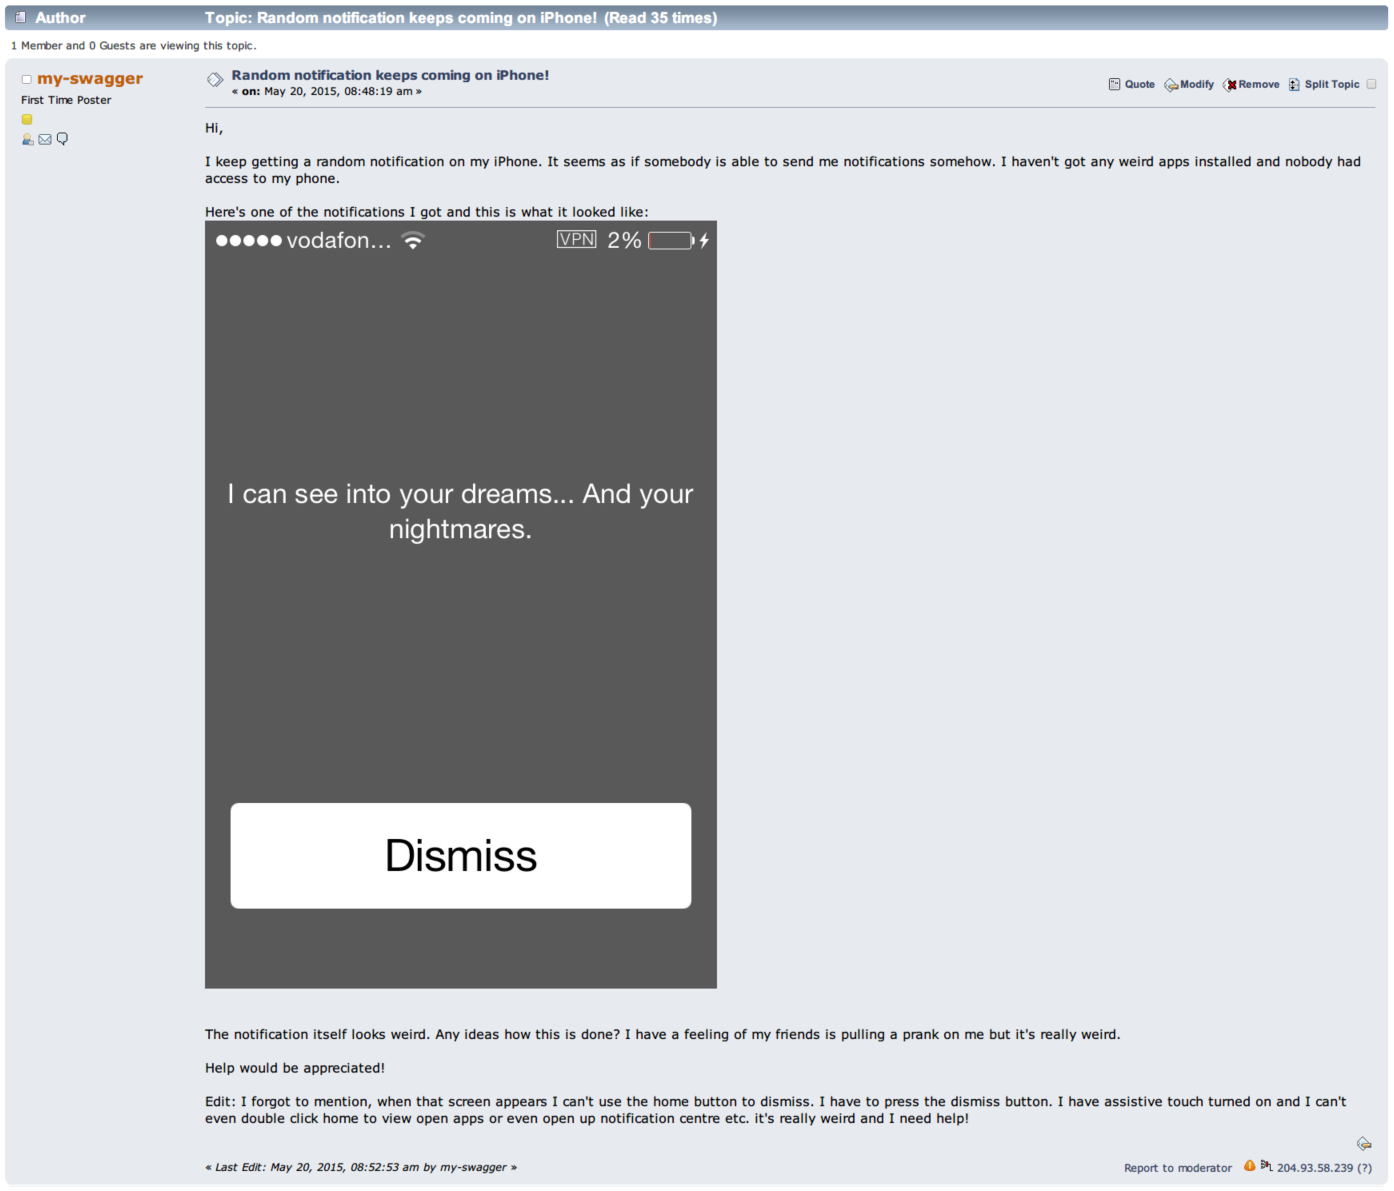 Author Topic: Random notification keeps coming on iPhone! (Read 35 times)
1 Member and 0 Guests are viewing this topic.
my-swagger
First Time Poster
Random notification keeps coming on iPhone!
« on: May 20, 2015, 08:48:19 am »
Quote Modify Remove Split Topic
Hi,
I keep getting a random notification on my iPhone. It seems as if somebody is able to send me notifications somehow. I haven't got any weird apps installed and nobody had
access to my phone.
Here's one of the notifications I got and this is what it looked like:
vodafon... VPN 2%
I can see into your dreams... And your
nightmares.
Dismiss
The notification itself looks weird. Any ideas how this is done? I have a feeling of my friends is pulling a prank on me but it's really weird.
Help would be appreciated!
Edit: I forgot to mention, when that screen appears I can't use the home button to dismiss. I have to press the dismiss button. I have assistive touch turned on and I can't
even double click home to view open apps or even open up notification centre etc. it's really weird and I need help!
« Last Edit: May 20, 2015, 08:52:53 am by my-swagger »
Report to moderator 204.93.58.239 (?)